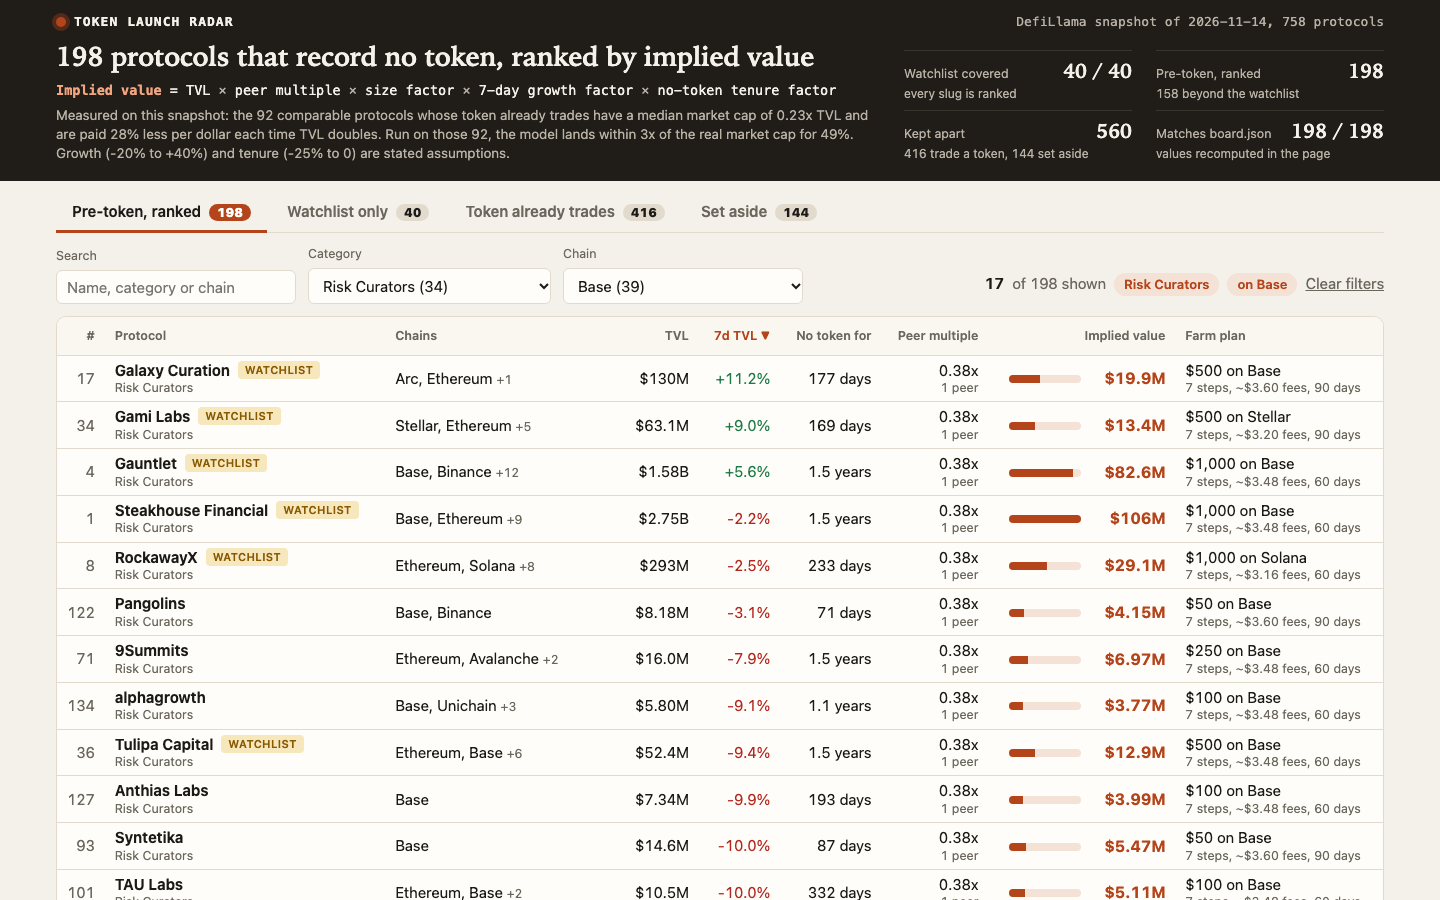 TOKEN LAUNCH RADAR
DefiLlama snapshot of 2026-11-14, 758 protocols
198 protocols that record no token, ranked by implied value
Implied value = TVL × peer multiple × size factor × 7-day growth factor × no-token tenure factor
Measured on this snapshot: the 92 comparable protocols whose token already trades have a median market cap of 0.23x TVL and
are paid 28% less per dollar each time TVL doubles. Run on those 92, the model lands within 3x of the real market cap for 49%.
Growth (-20% to +40%) and tenure (-25% to 0) are stated assumptions.
Watchlist covered 40 / 40
every slug is ranked
Pre-token, ranked 198
158 beyond the watchlist
Kept apart 560
416 trade a token, 144 set aside
Matches board.json 198 / 198
values recomputed in the page
Pre-token, ranked 198
Watchlist only 40
Token already trades 416
Set aside 144
Search
Category
Chain
Name, category or chain
Risk Curators (34)
Base (39)
17 of 198 shown Risk Curators on Base Clear filters
# Protocol Chains TVL 7d TVL ▼ No token for Peer multiple Implied value Farm plan
17 Galaxy Curation WATCHLIST Arc, Ethereum +1 $130M +11.2% 177 days 0.38x $19.9M $500 on Base
Risk Curators 1 peer 7 steps, ~$3.60 fees, 90 days
34 Gami Labs WATCHLIST Stellar, Ethereum +5 $63.1M +9.0% 169 days 0.38x $13.4M $500 on Stellar
Risk Curators 1 peer 7 steps, ~$3.20 fees, 90 days
4 Gauntlet WATCHLIST Base, Binance +12 $1.58B +5.6% 1.5 years 0.38x $82.6M $1,000 on Base
Risk Curators 1 peer 7 steps, ~$3.48 fees, 60 days
1 Steakhouse Financial WATCHLIST Base, Ethereum +9 $2.75B -2.2% 1.5 years 0.38x $106M $1,000 on Base
Risk Curators 1 peer 7 steps, ~$3.48 fees, 60 days
8 RockawayX WATCHLIST Ethereum, Solana +8 $293M -2.5% 233 days 0.38x $29.1M $1,000 on Solana
Risk Curators 1 peer 7 steps, ~$3.16 fees, 60 days
122 Pangolins Base, Binance $8.18M -3.1% 71 days 0.38x $4.15M $50 on Base
Risk Curators 1 peer 7 steps, ~$3.60 fees, 90 days
71 9Summits Ethereum, Avalanche +2 $16.0M -7.9% 1.5 years 0.38x $6.97M $250 on Base
Risk Curators 1 peer 7 steps, ~$3.48 fees, 60 days
134 alphagrowth Base, Unichain +3 $5.80M -9.1% 1.1 years 0.38x $3.77M $100 on Base
Risk Curators 1 peer 7 steps, ~$3.48 fees, 60 days
36 Tulipa Capital WATCHLIST Ethereum, Base +6 $52.4M -9.4% 1.5 years 0.38x $12.9M $500 on Base
Risk Curators 1 peer 7 steps, ~$3.48 fees, 60 days
127 Anthias Labs Base $7.34M -9.9% 193 days 0.38x $3.99M $100 on Base
Risk Curators 1 peer 7 steps, ~$3.48 fees, 60 days
93 Syntetika Base $14.6M -10.0% 87 days 0.38x $5.47M $50 on Base
Risk Curators 1 peer 7 steps, ~$3.60 fees, 90 days
101 TAU Labs Ethereum, Base +2 $10.5M -10.0% 332 days 0.38x $5.11M $100 on Base